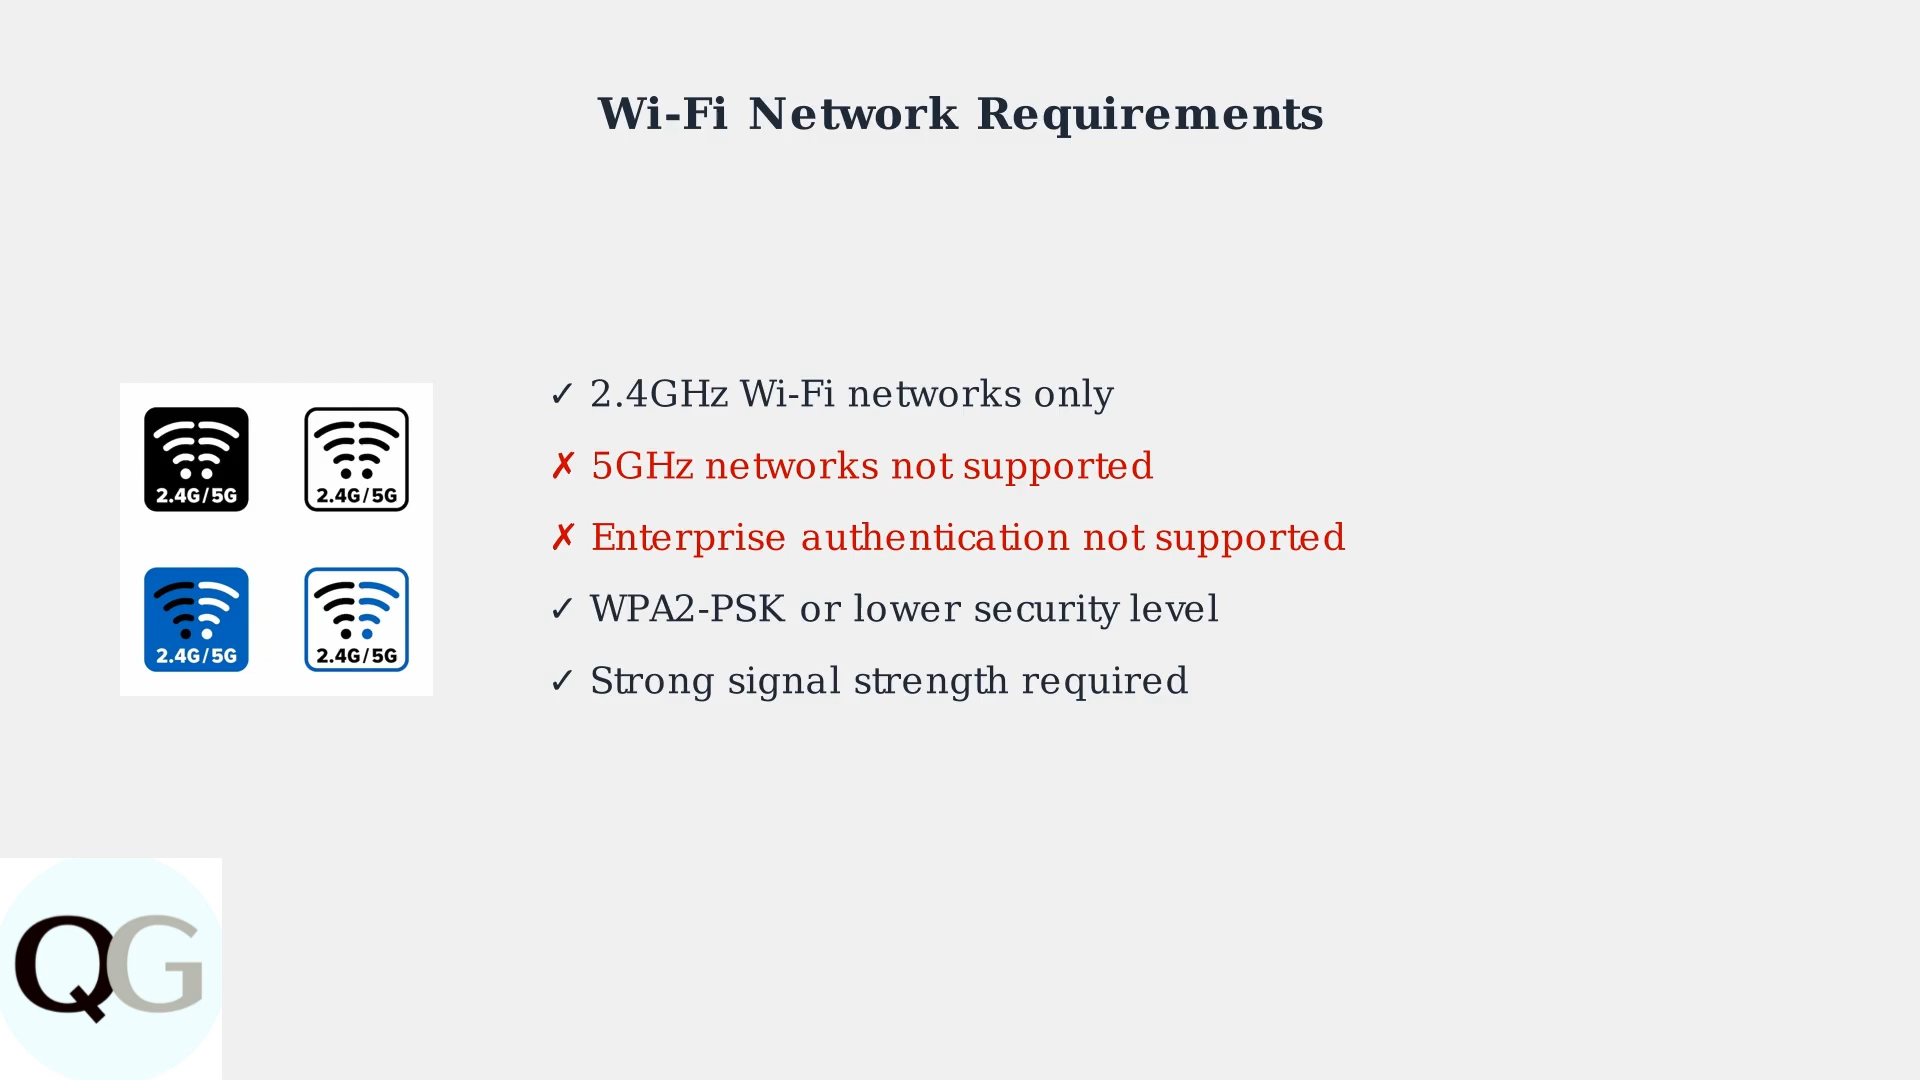 Wi-Fi Network Requirements
2.4G/5G 2.4G/5G
2.4G/5G 2.4G/5G
✓ 2.4GHz Wi-Fi networks only
✗ 5GHz networks not supported
✗ Enterprise authentication not supported
✓ WPA2-PSK or lower security level
✓ Strong signal strength required
QG